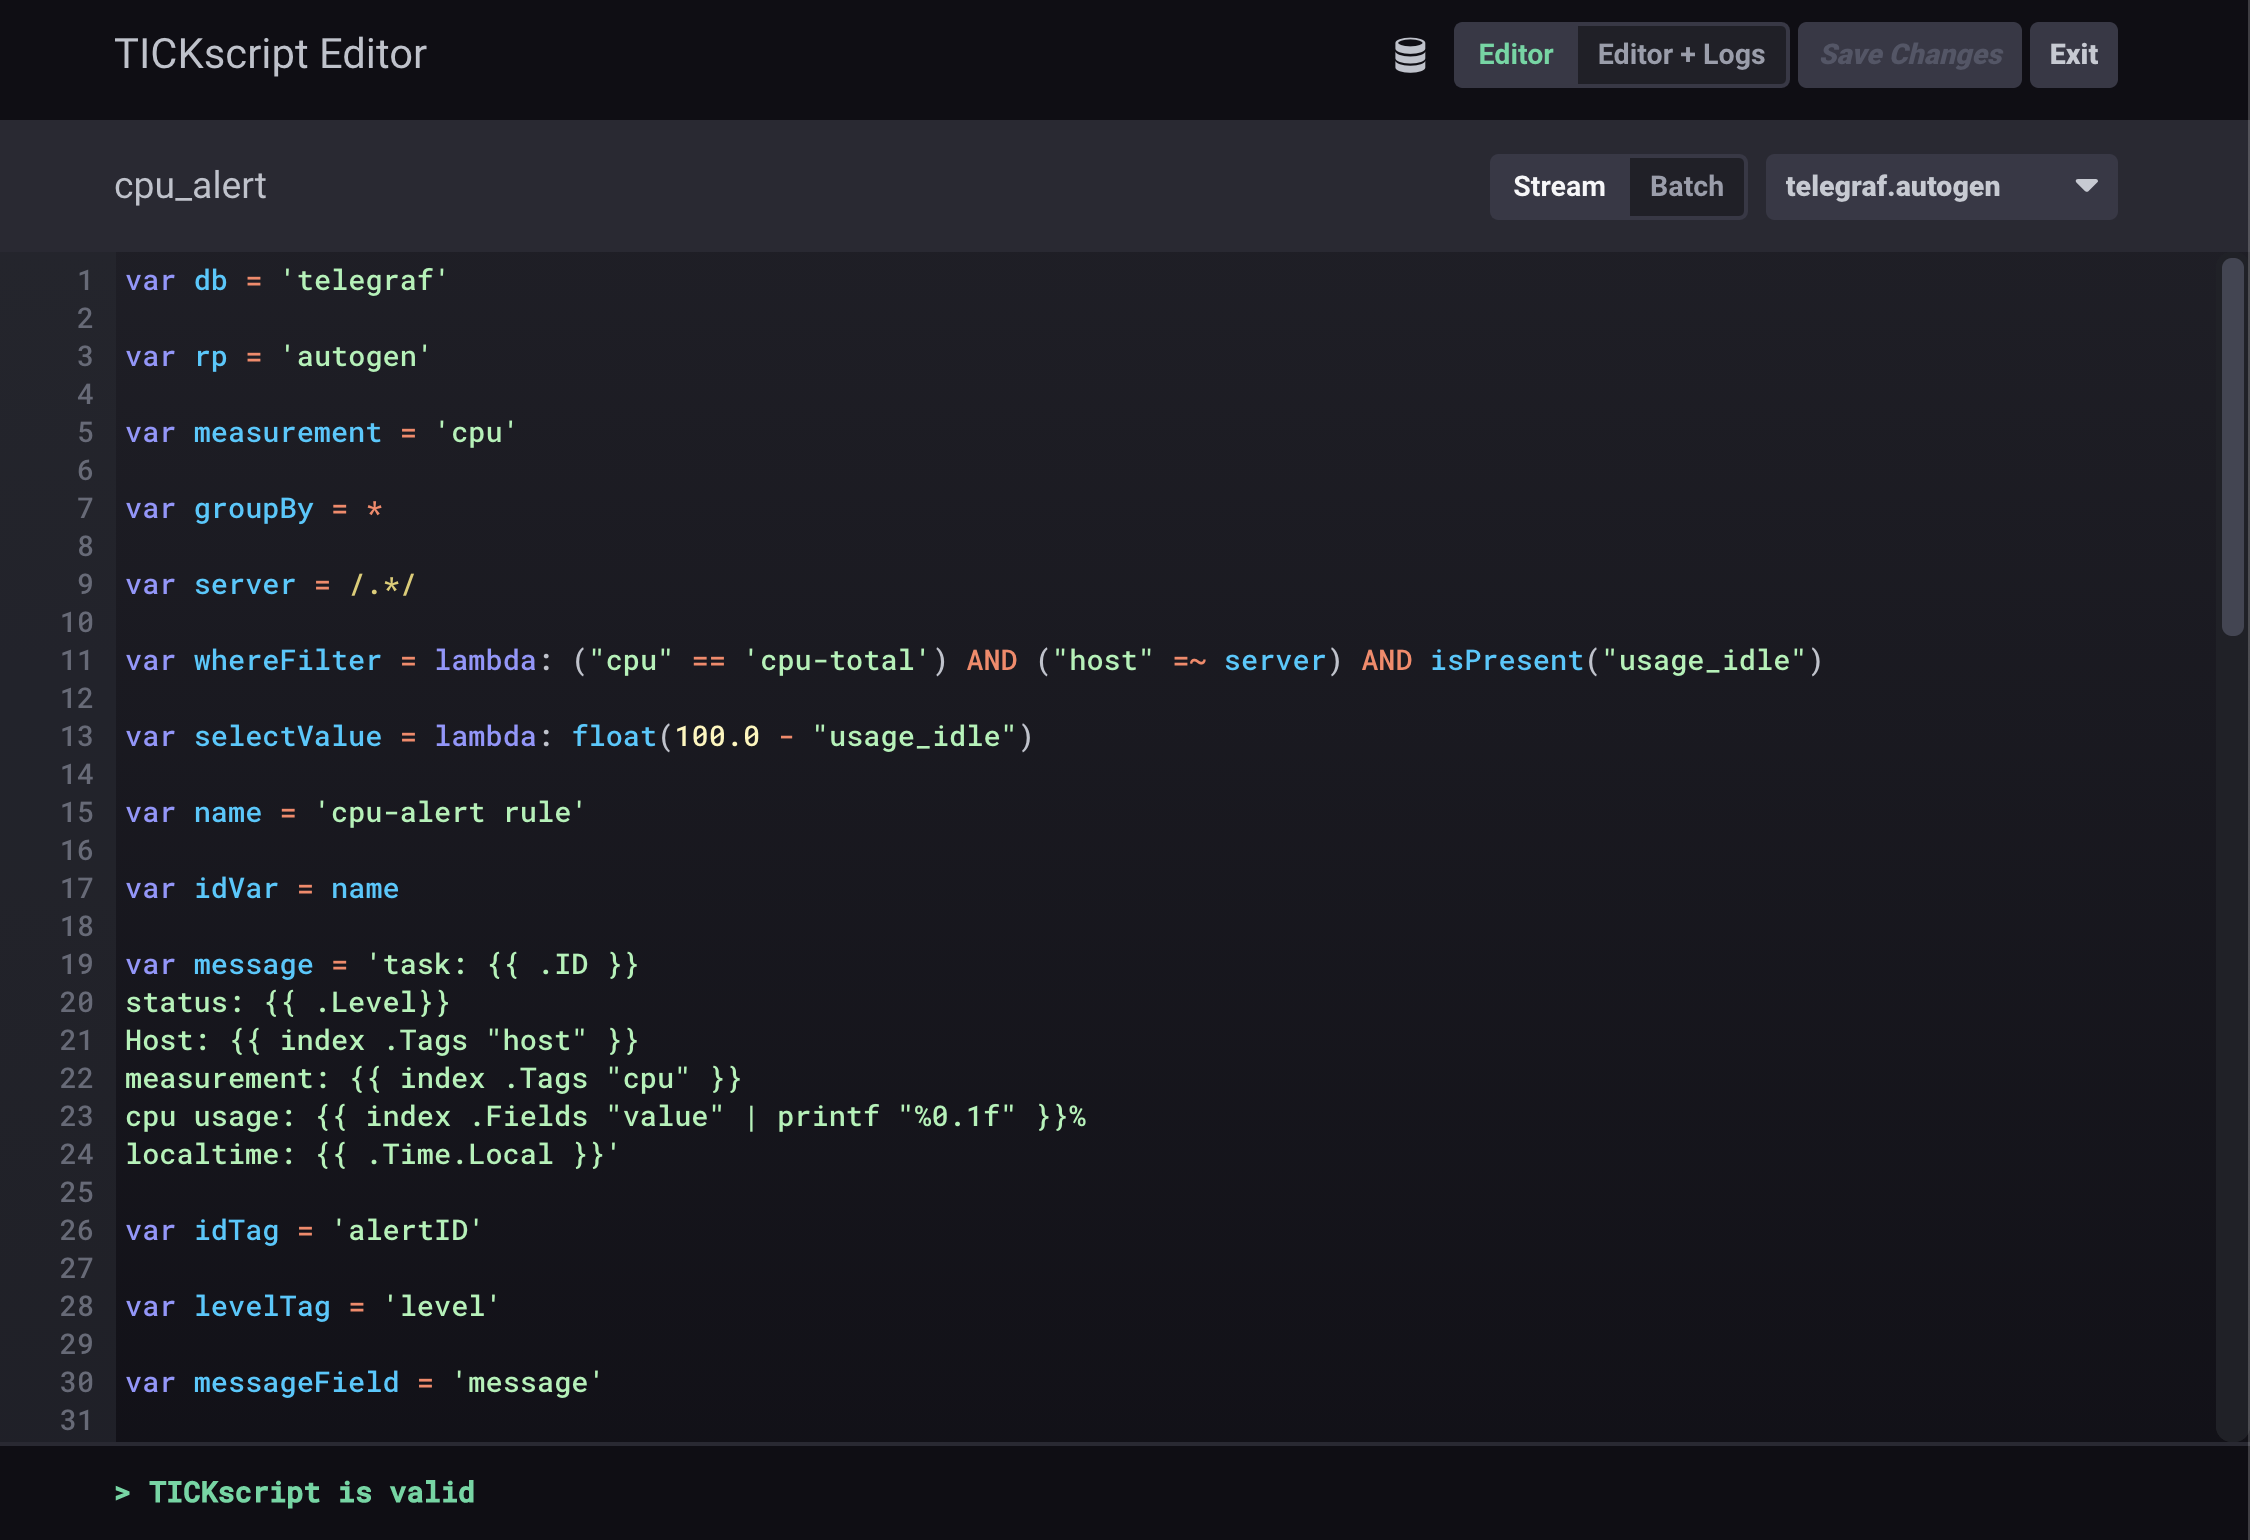 TICKscript Editor
Editor
Editor + Logs
Save Changes
Exit
cpu_alert
Stream
Batch
telegraf.autogen
1 var db = 'telegraf'
2
3 var rp = 'autogen'
4
5 var measurement = 'cpu'
6
7 var groupBy = *
8
9 var server = /.*/
10
11 var whereFilter = lambda: ("cpu" == 'cpu-total') AND ("host" =~ server) AND isPresent("usage_idle")
12
13 var selectValue = lambda: float(100.0 - "usage_idle")
14
15 var name = 'cpu-alert rule'
16
17 var idVar = name
18
19 var message = 'task: {{ .ID }}
20 status: {{ .Level}}
21 Host: {{ index .Tags "host" }}
22 measurement: {{ index .Tags "cpu" }}
23 cpu usage: {{ index .Fields "value" | printf "%0.1f" }}%
24 localtime: {{ .Time.Local }}'
25
26 var idTag = 'alertID'
27
28 var levelTag = 'level'
29
30 var messageField = 'message'
31
> TICKscript is valid